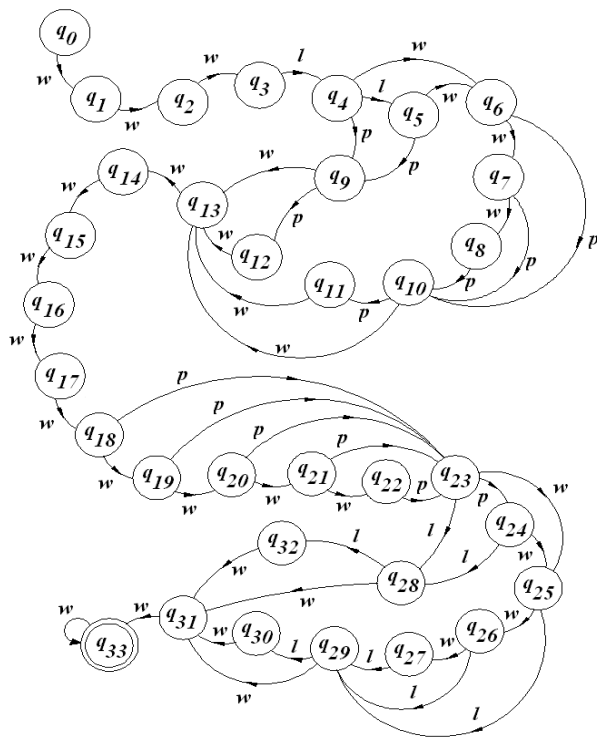 q0
w
w l w
q3
q1 w q2 q4 l q5 w q6
w
p p
q14 w w q9 q7
w q13 w
q15 w p q8 p p
w q12
q16 q11 p q10
w w p
q17 w
w p
q18 p
p
p
w q19 q20 q21 q22 p q23 p w
w w w
q24
q32 l l l w
w q28 q25
w
w w q31 q30 q29 q27 q26 w
w l l w
q33
w l
l